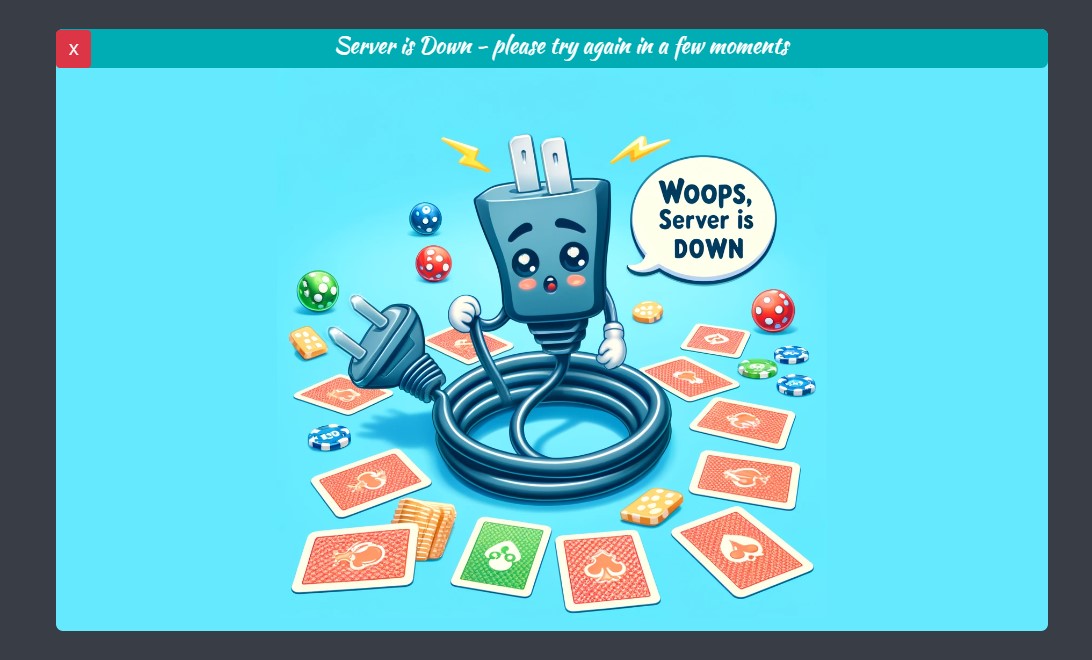 X
Server is Down - please try again in a few moments
Woops,
Server is
DOWN